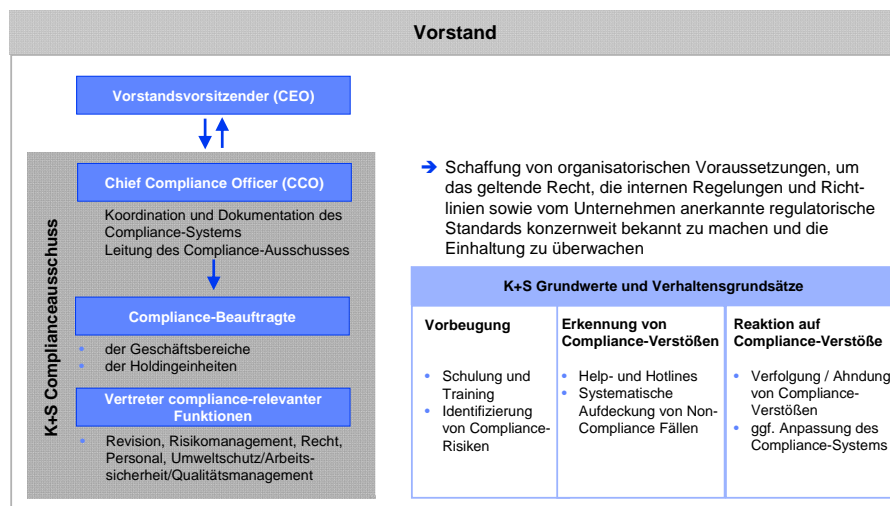 Vorstand
Vorstandsvorsitzender (CEO)
K+S Complianceausschuss
Chief Compliance Officer (CCO)
Koordination und Dokumentation des
Compliance-Systems
Leitung des Compliance-Ausschusses
Compliance-Beauftragte
• der Geschäftsbereiche
• der Holdingeinheiten
Vertreter compliance-relevanter
Funktionen
• Revision, Risikomanagement, Recht,
Personal, Umweltschutz/Arbeits-
sicherheit/Qualitätsmanagement
➔ Schaffung von organisatorischen Voraussetzungen, um
das geltende Recht, die internen Regelungen und Richt-
linien sowie vom Unternehmen anerkannte regulatorische
Standards konzernweit bekannt zu machen und die
Einhaltung zu überwachen
K+S Grundwerte und Verhaltensgrundsätze
Vorbeugung
• Schulung und
Training
• Identifizierung
von Compliance-
Risiken
Erkennung von
Compliance-Verstößen
• Help- und Hotlines
• Systematische
Aufdeckung von Non-
Compliance Fällen
Reaktion auf
Compliance-Verstöße
• Verfolgung / Ahndung
von Compliance-
Verstößen
• ggf. Anpassung des
Compliance-Systems